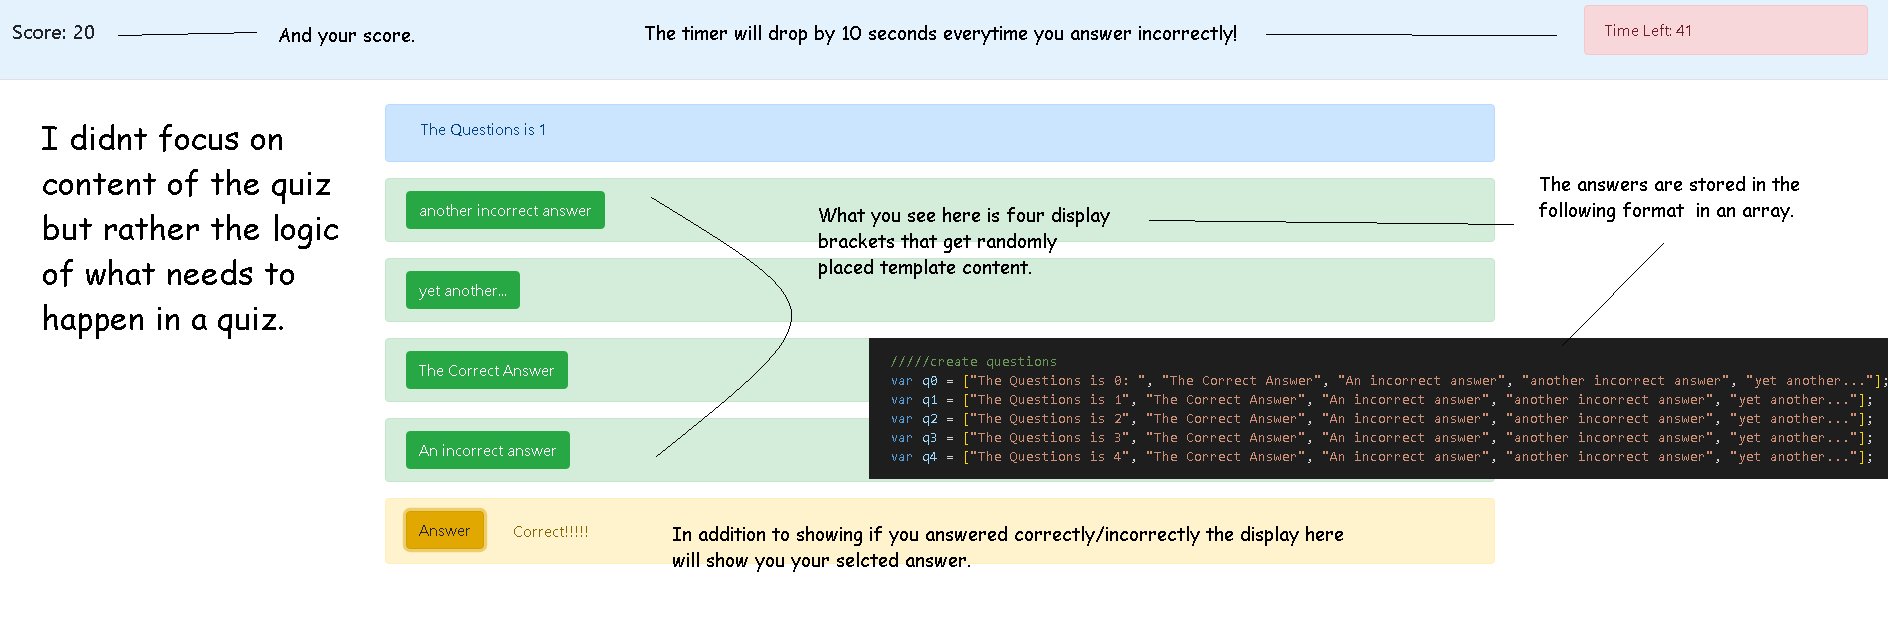 Score: 20
And your score.
The timer will drop by 10 seconds everytime you answer incorrectly!
Time Left: 41
I didnt focus on
content of the quiz
but rather the logic
of what needs to
happen in a quiz.
The Questions is 1
another incorrect answer
yet another...
The Correct Answer
An incorrect answer
What you see here is four display
brackets that get randomly
placed template content.
The answers are stored in the
following format  in an array.
/////create questions
var q0 = ["The Questions is 0: ", "The Correct Answer", "An incorrect answer", "another incorrect answer", "yet another..."];
var q1 = ["The Questions is 1", "The Correct Answer", "An incorrect answer", "another incorrect answer", "yet another..."];
var q2 = ["The Questions is 2", "The Correct Answer", "An incorrect answer", "another incorrect answer", "yet another..."];
var q3 = ["The Questions is 3", "The Correct Answer", "An incorrect answer", "another incorrect answer", "yet another..."];
var q4 = ["The Questions is 4", "The Correct Answer", "An incorrect answer", "another incorrect answer", "yet another..."];
Answer
Correct!!!!!
In addition to showing if you answered correctly/incorrectly the display here
will show you your selcted answer.